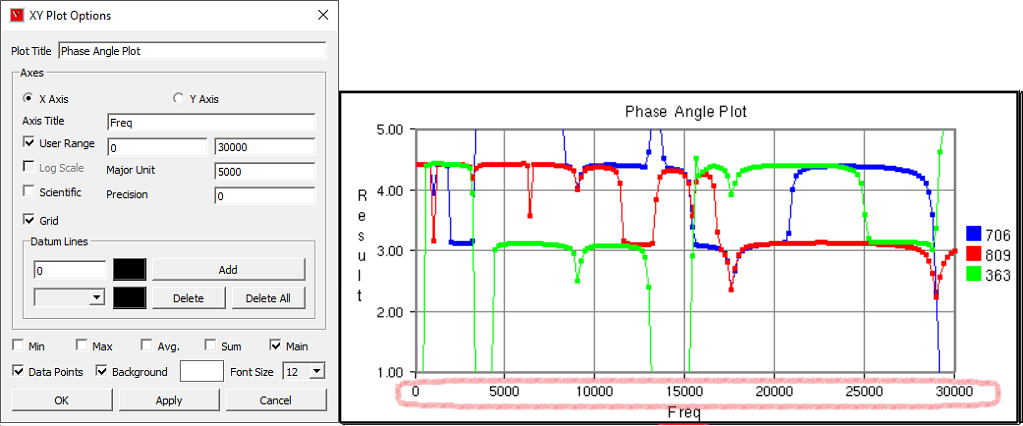 XY Plot Options
Plot Title Phase Angle Plot
Axes
X Axis Y Axis
Axis Title Freq
User Range 0 30000
Log Scale Major Unit 5000
Scientific Precision 0
Grid
Datum Lines
0 Add
Delete Delete All
Min Max Avg. Sum Main
Data Points Background Font Size 12
OK Apply Cancel
Phase Angle Plot
5.00
4.00
3.00
2.00
1.00
Result
706
809
363
0 5000 10000 15000 20000 25000 30000
Freq